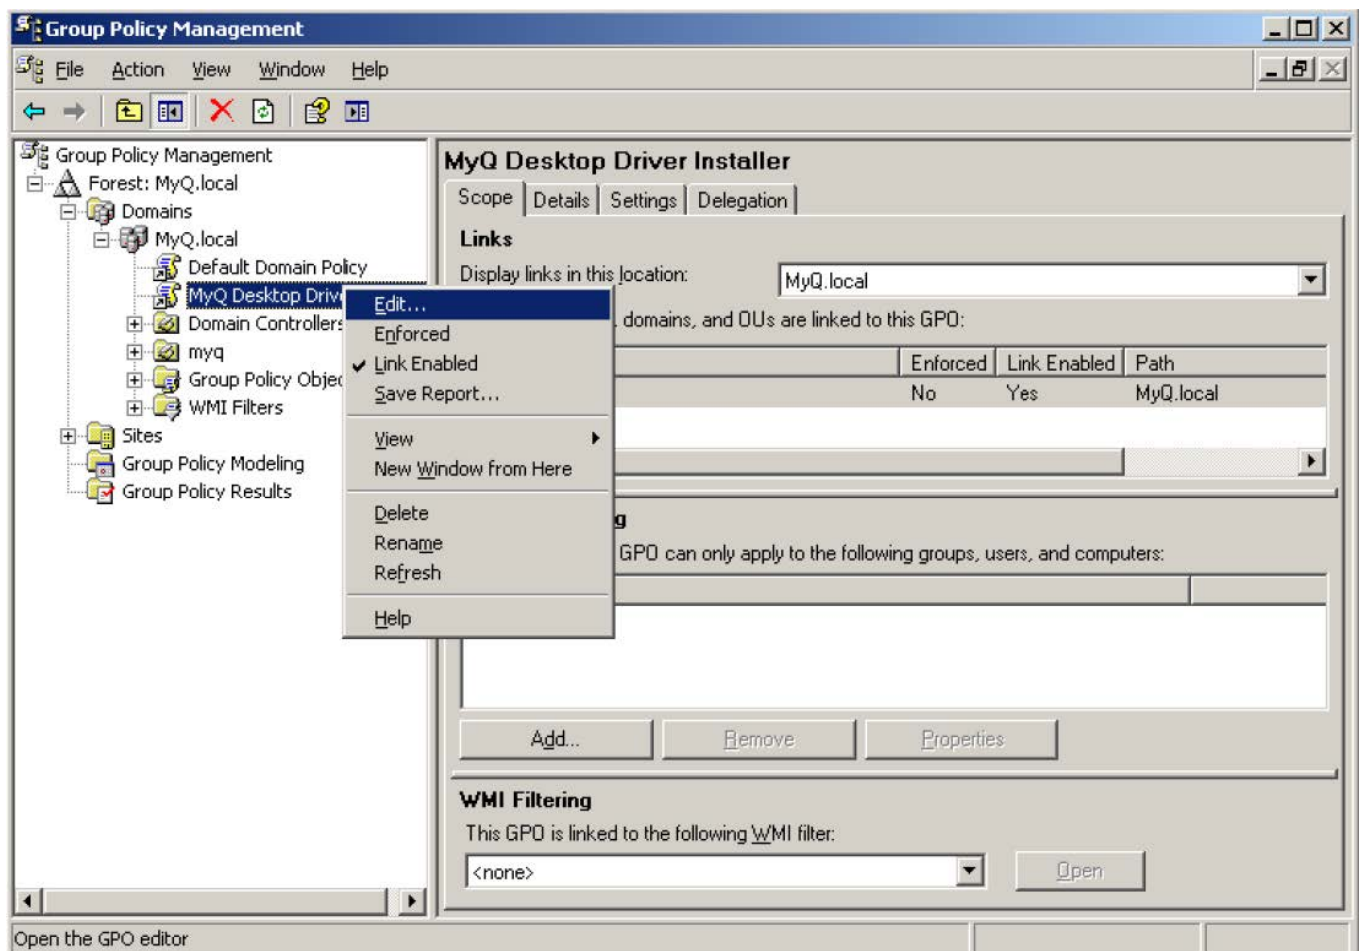 Group Policy Management
File Action View Window Help
Group Policy Management
Forest: MyQ.local
Domains
MyQ.local
Default Domain Policy
MyQ Desktop
Domain Controllers
myq
Group Policy
WMI Filters
Sites
Group Policy Modeling
Group Policy Results
Edit...
Enforced
Link Enabled
Save Report...
View
New Window from Here
Delete
Rename
Refresh
Help
MyQ Desktop Driver Installer
Scope Details Settings Delegation
Links
Display links in this location: MyQ.local
domains, and OUs are linked to this GPO:
Enforced Link Enabled Path
No Yes MyQ.local
GPO can only apply to the following groups, users, and computers:
Add... Remove Properties
WMI Filtering
This GPO is linked to the following WMI filter:
<none> Open
Open the GPO editor